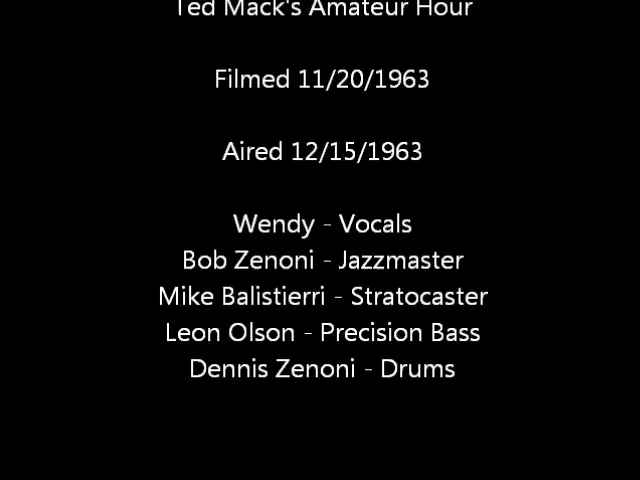 Ted Mack's Amateur Hour
Filmed 11/20/1963
Aired 12/15/1963
Wendy - Vocals
Bob Zenoni - Jazzmaster
Mike Balistierri - Stratocaster
Leon Olson - Precision Bass
Dennis Zenoni - Drums